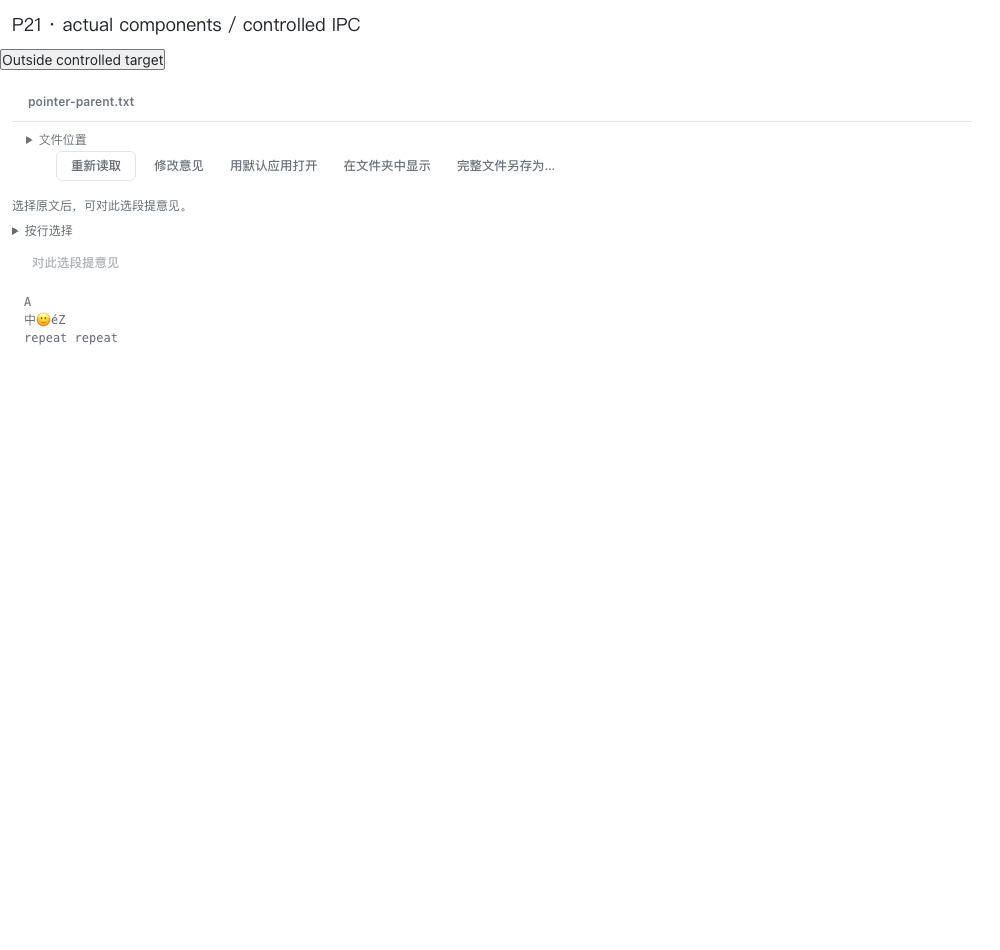 P21 · actual components / controlled IPC
Outside controlled target
pointer-parent.txt
▶ 文件位置
重新读取 修改意见 用默认应用打开 在文件夹中显示 完整文件另存为...
选择原文后，可对此选段提意见。
▶ 按行选择
对此选段提意见
A
中🙂éZ
repeat repeat